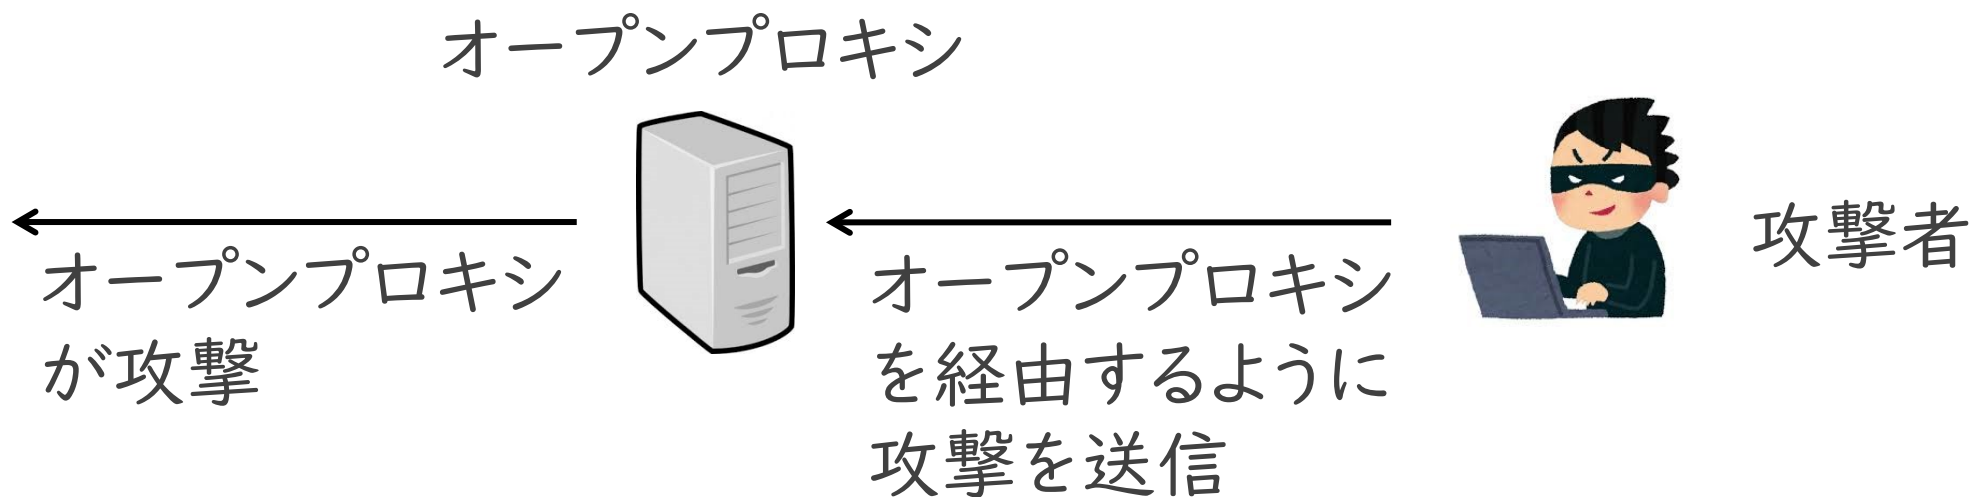 オープンプロキシ
攻撃者
オープンプロキシ
が攻撃
オープンプロキシ
を経由するように
攻撃を送信